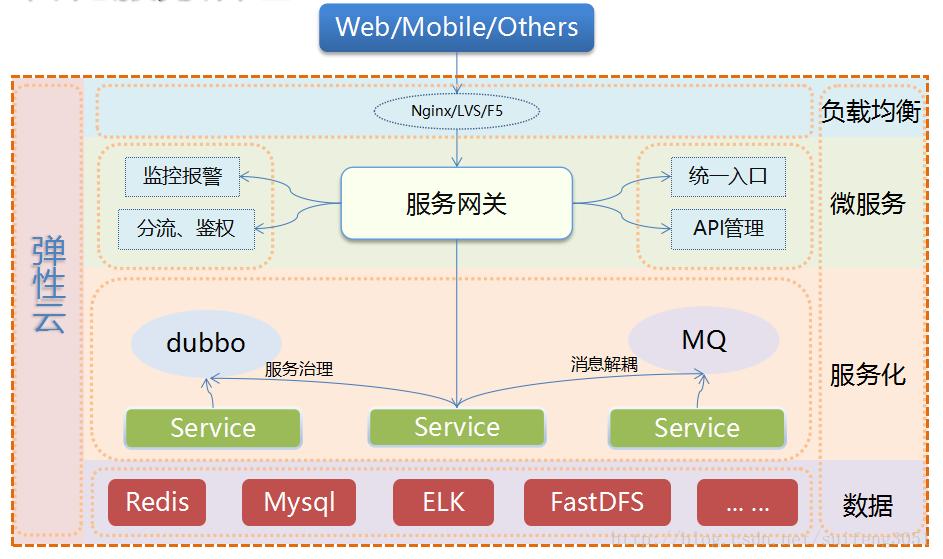 Web/Mobile/Others
Nginx/LVS/F5
负载均衡
监控报警
分流、鉴权
服务网关
统一入口
API管理
微服务
弹性云
dubbo
服务治理
消息解耦
MQ
服务化
Service
Service
Service
Redis
Mysql
ELK
FastDFS
... ...
数据